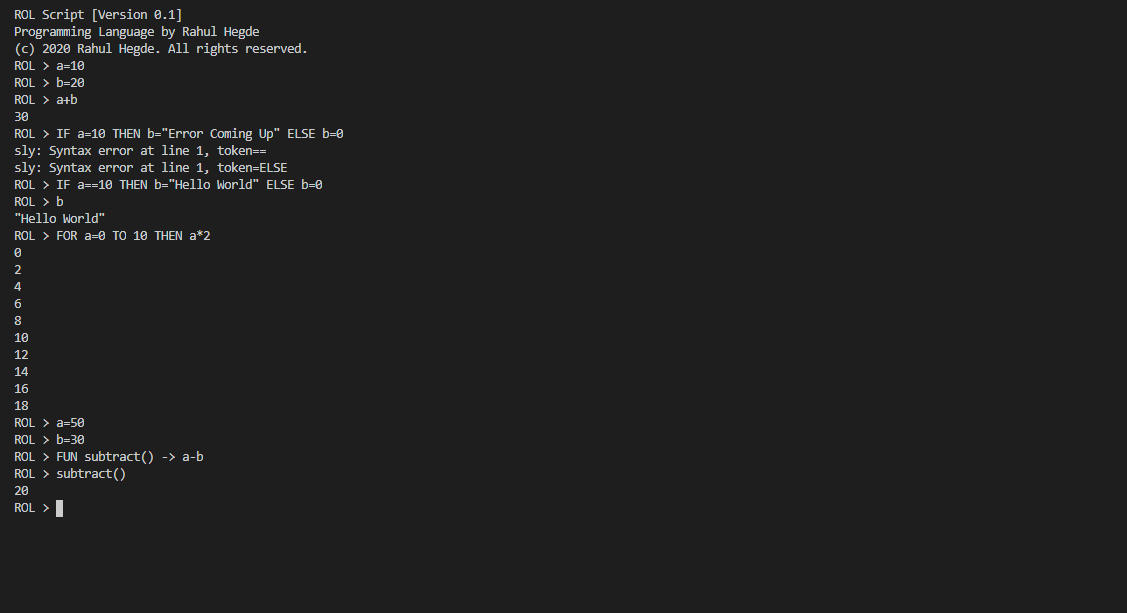 ROL Script [Version 0.1]
Programming Language by Rahul Hegde
(c) 2020 Rahul Hegde. All rights reserved.
ROL > a=10
ROL > b=20
ROL > a+b
30
ROL > IF a=10 THEN b="Error Coming Up" ELSE b=0
sly: Syntax error at line 1, token==
sly: Syntax error at line 1, token=ELSE
ROL > IF a==10 THEN b="Hello World" ELSE b=0
ROL > b
"Hello World"
ROL > FOR a=0 TO 10 THEN a*2
0
2
4
6
8
10
12
14
16
18
ROL > a=50
ROL > b=30
ROL > FUN subtract() -> a-b
ROL > subtract()
20
ROL >